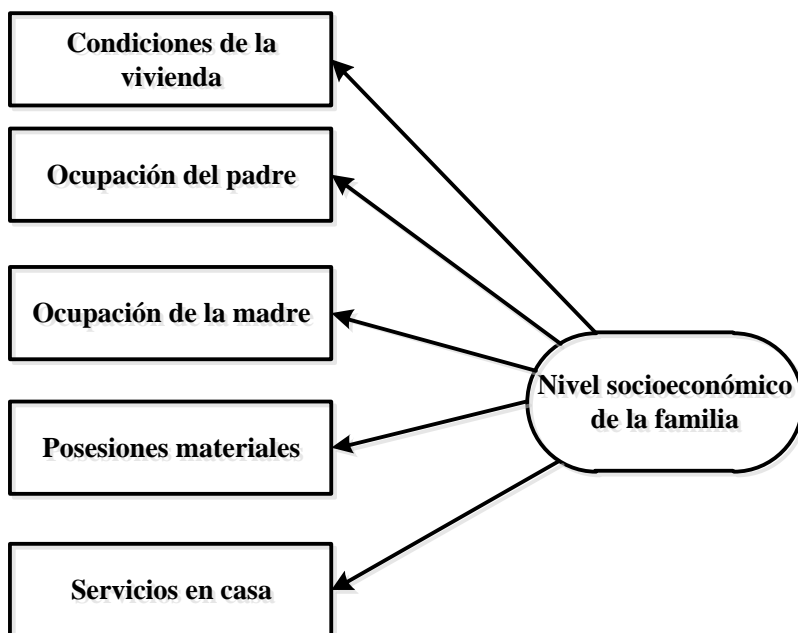 Condiciones de la
vivienda
Ocupación del padre
Ocupación de la madre
Nivel socioeconómico
de la familia
Posesiones materiales
Servicios en casa